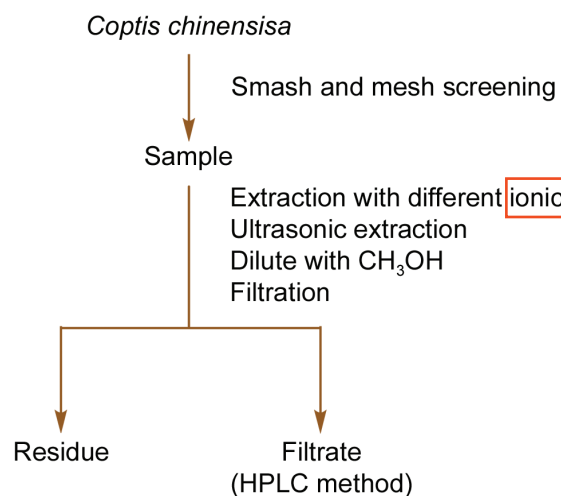 Coptis chinensisa
Smash and mesh screening
Sample
Extraction with different ionic
Ultrasonic extraction
Dilute with CH₃OH
Filtration
Residue
Filtrate
(HPLC method)